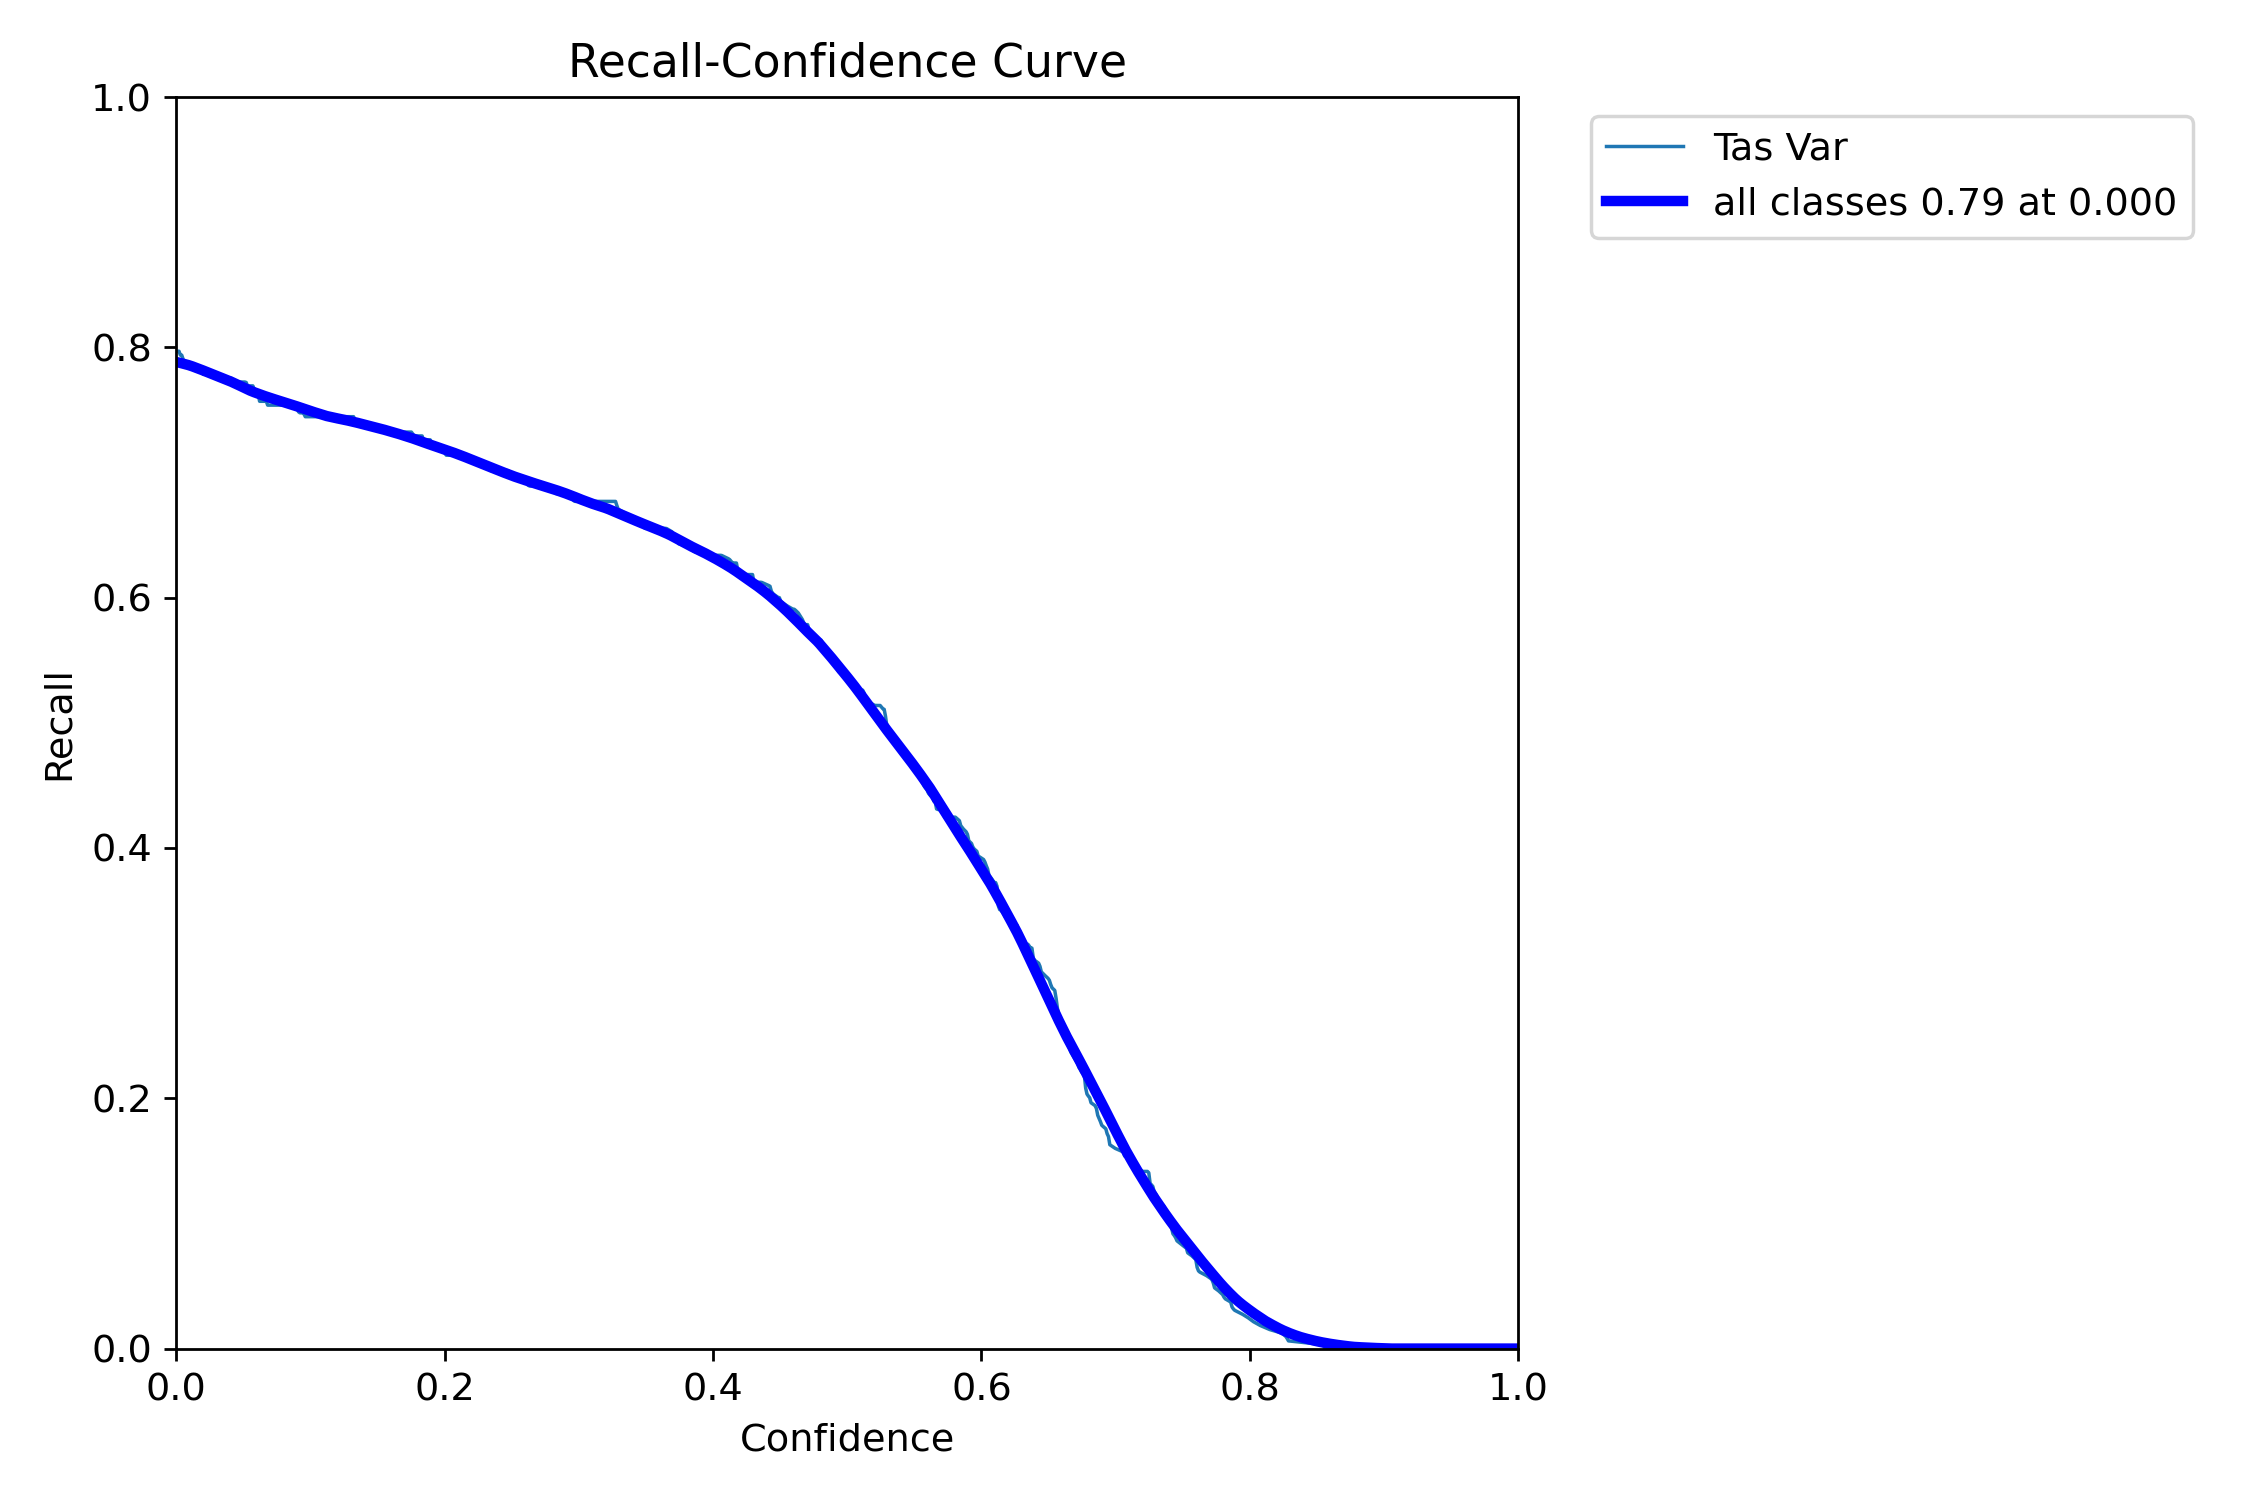 Recall-Confidence Curve
1.0
0.8
0.6
0.4
0.2
0.0
Recall
0.0 0.2 0.4 0.6 0.8 1.0
Confidence
Tas Var
all classes 0.79 at 0.000